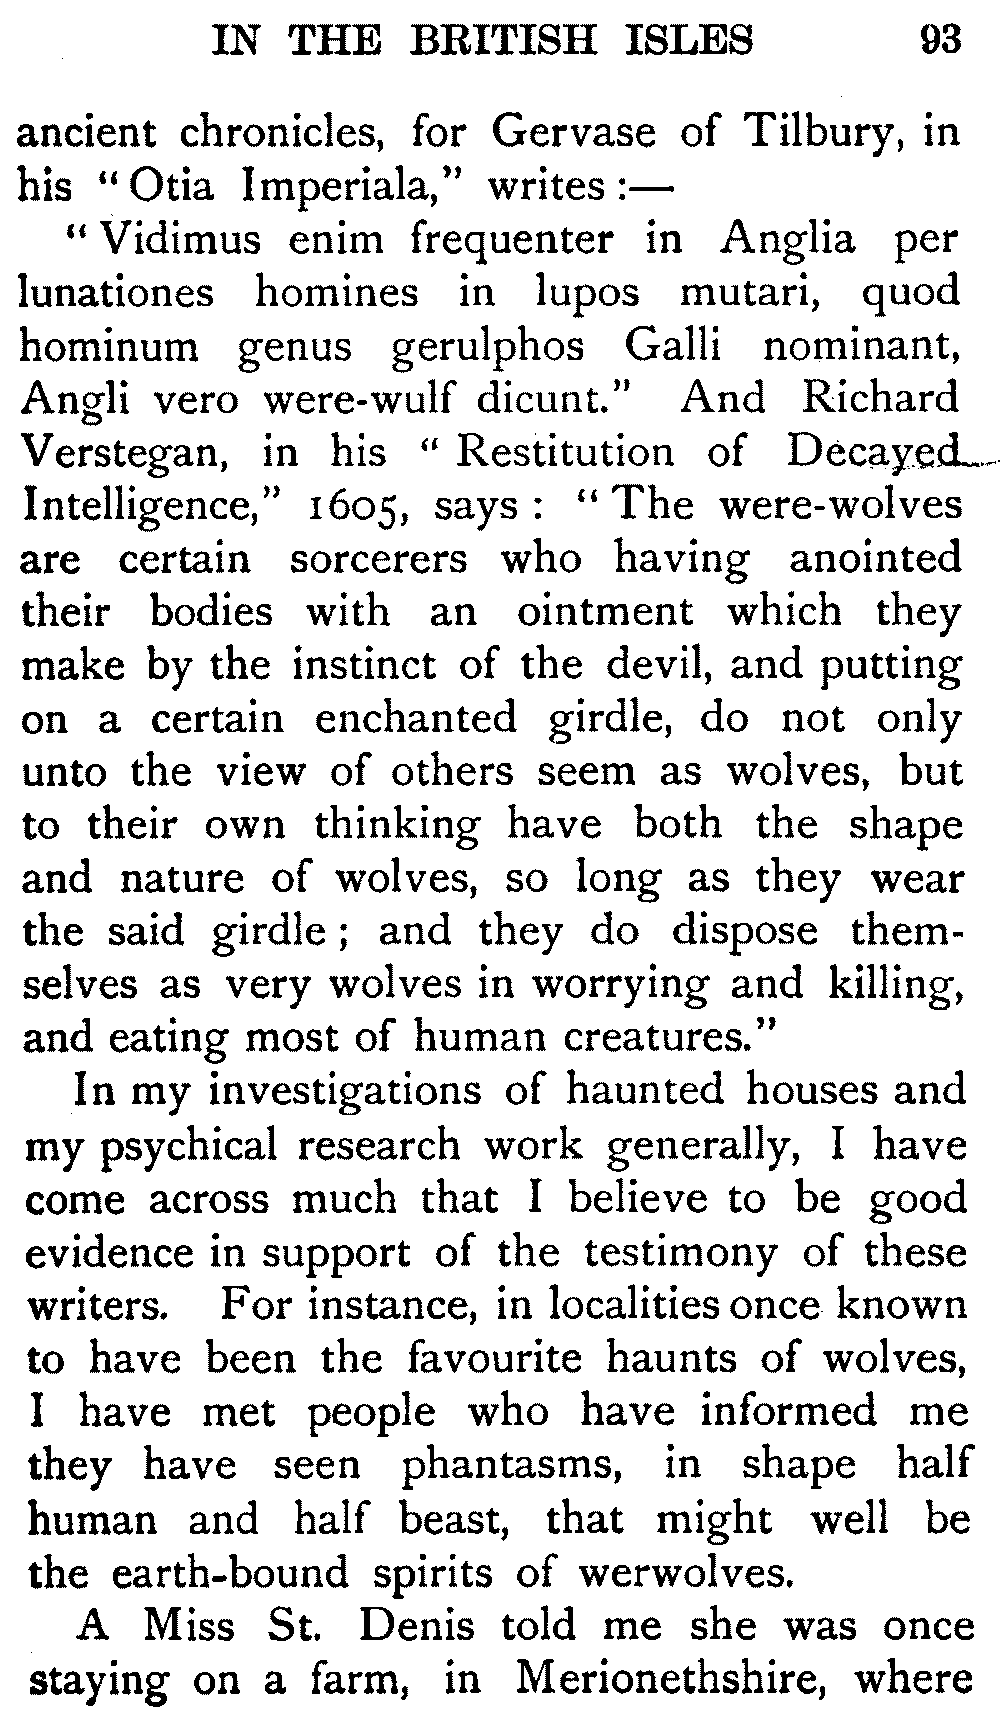 IN THE BRITISH ISLES 93
ancient chronicles, for Gervase of Tilbury, in
his "Otia Imperiala," writes:—
"Vidimus enim frequenter in Anglia per
lunationes homines in lupos mutari, quod
hominum genus gerulphos Galli nominant,
Angli vero were-wulf dicunt." And Richard
Verstegan, in his "Restitution of Decayed
Intelligence," 1605, says: "The were-wolves
are certain sorcerers who having anointed
their bodies with an ointment which they
make by the instinct of the devil, and putting
on a certain enchanted girdle, do not only
unto the view of others seem as wolves, but
to their own thinking have both the shape
and nature of wolves, so long as they wear
the said girdle; and they do dispose them-
selves as very wolves in worrying and killing,
and eating most of human creatures."
In my investigations of haunted houses and
my psychical research work generally, I have
come across much that I believe to be good
evidence in support of the testimony of these
writers. For instance, in localities once known
to have been the favourite haunts of wolves,
I have met people who have informed me
they have seen phantasms, in shape half
human and half beast, that might well be
the earth-bound spirits of werwolves.
A Miss St. Denis told me she was once
staying on a farm, in Merionethshire, where